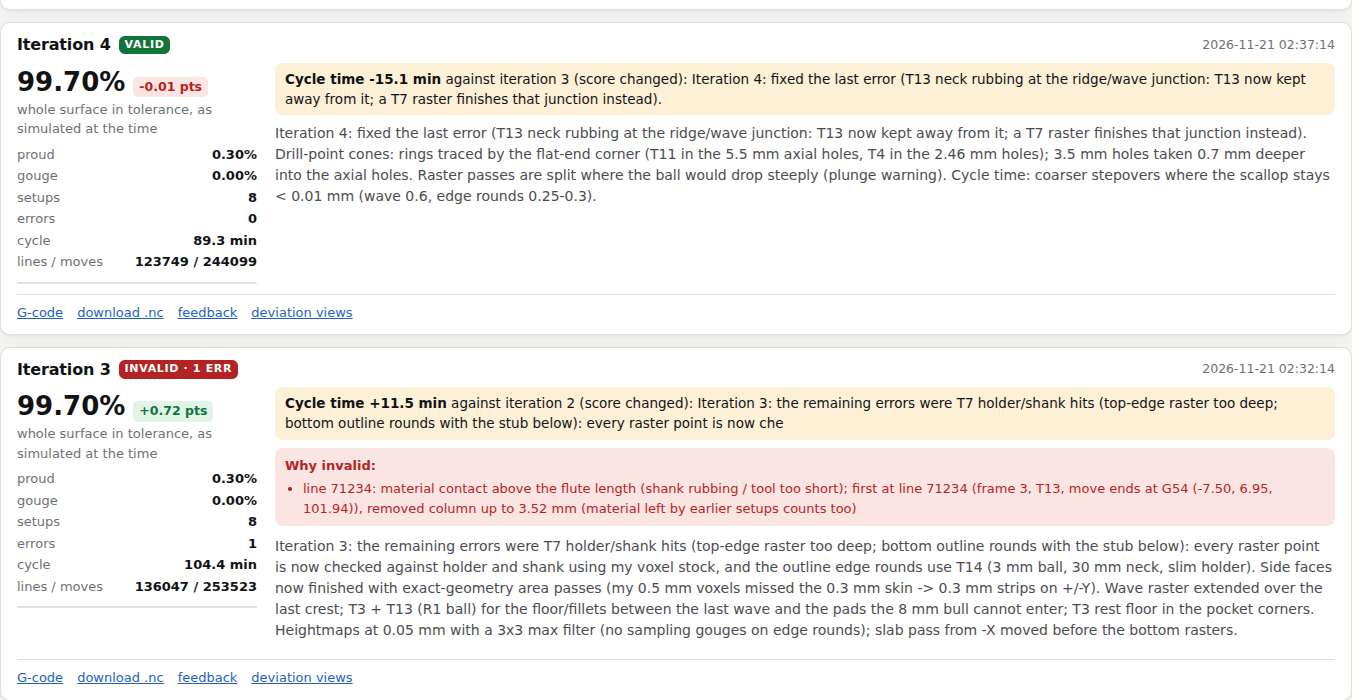 Iteration 4 VALID 2026-11-21 02:37:14
99.70% -0.01 pts
whole surface in tolerance, as
simulated at the time
proud 0.30%
gouge 0.00%
setups 8
errors 0
cycle 89.3 min
lines / moves 123749 / 244099
Cycle time -15.1 min against iteration 3 (score changed): Iteration 4: fixed the last error (T13 neck rubbing at the ridge/wave junction: T13 now kept
away from it; a T7 raster finishes that junction instead).
Iteration 4: fixed the last error (T13 neck rubbing at the ridge/wave junction: T13 now kept away from it; a T7 raster finishes that junction instead).
Drill-point cones: rings traced by the flat-end corner (T11 in the 5.5 mm axial holes, T4 in the 2.46 mm holes); 3.5 mm holes taken 0.7 mm deeper
into the axial holes. Raster passes are split where the ball would drop steeply (plunge warning). Cycle time: coarser stepovers where the scallop stays
< 0.01 mm (wave 0.6, edge rounds 0.25-0.3).
G-code download .nc feedback deviation views
Iteration 3 INVALID · 1 ERR 2026-11-21 02:32:14
99.70% +0.72 pts
whole surface in tolerance, as
simulated at the time
proud 0.30%
gouge 0.00%
setups 8
errors 1
cycle 104.4 min
lines / moves 136047 / 253523
Cycle time +11.5 min against iteration 2 (score changed): Iteration 3: the remaining errors were T7 holder/shank hits (top-edge raster too deep;
bottom outline rounds with the stub below): every raster point is now che
Why invalid:
• line 71234: material contact above the flute length (shank rubbing / tool too short); first at line 71234 (frame 3, T13, move ends at G54 (-7.50, 6.95,
101.94)), removed column up to 3.52 mm (material left by earlier setups counts too)
Iteration 3: the remaining errors were T7 holder/shank hits (top-edge raster too deep; bottom outline rounds with the stub below): every raster point
is now checked against holder and shank using my voxel stock, and the outline edge rounds use T14 (3 mm ball, 30 mm neck, slim holder). Side faces
now finished with exact-geometry area passes (my 0.5 mm voxels missed the 0.3 mm skin -> 0.3 mm strips on +/-Y). Wave raster extended over the
last crest; T3 + T13 (R1 ball) for the floor/fillets between the last wave and the pads the 8 mm bull cannot enter; T3 rest floor in the pocket corners.
Heightmaps at 0.05 mm with a 3x3 max filter (no sampling gouges on edge rounds); slab pass from -X moved before the bottom rasters.
G-code download .nc feedback deviation views